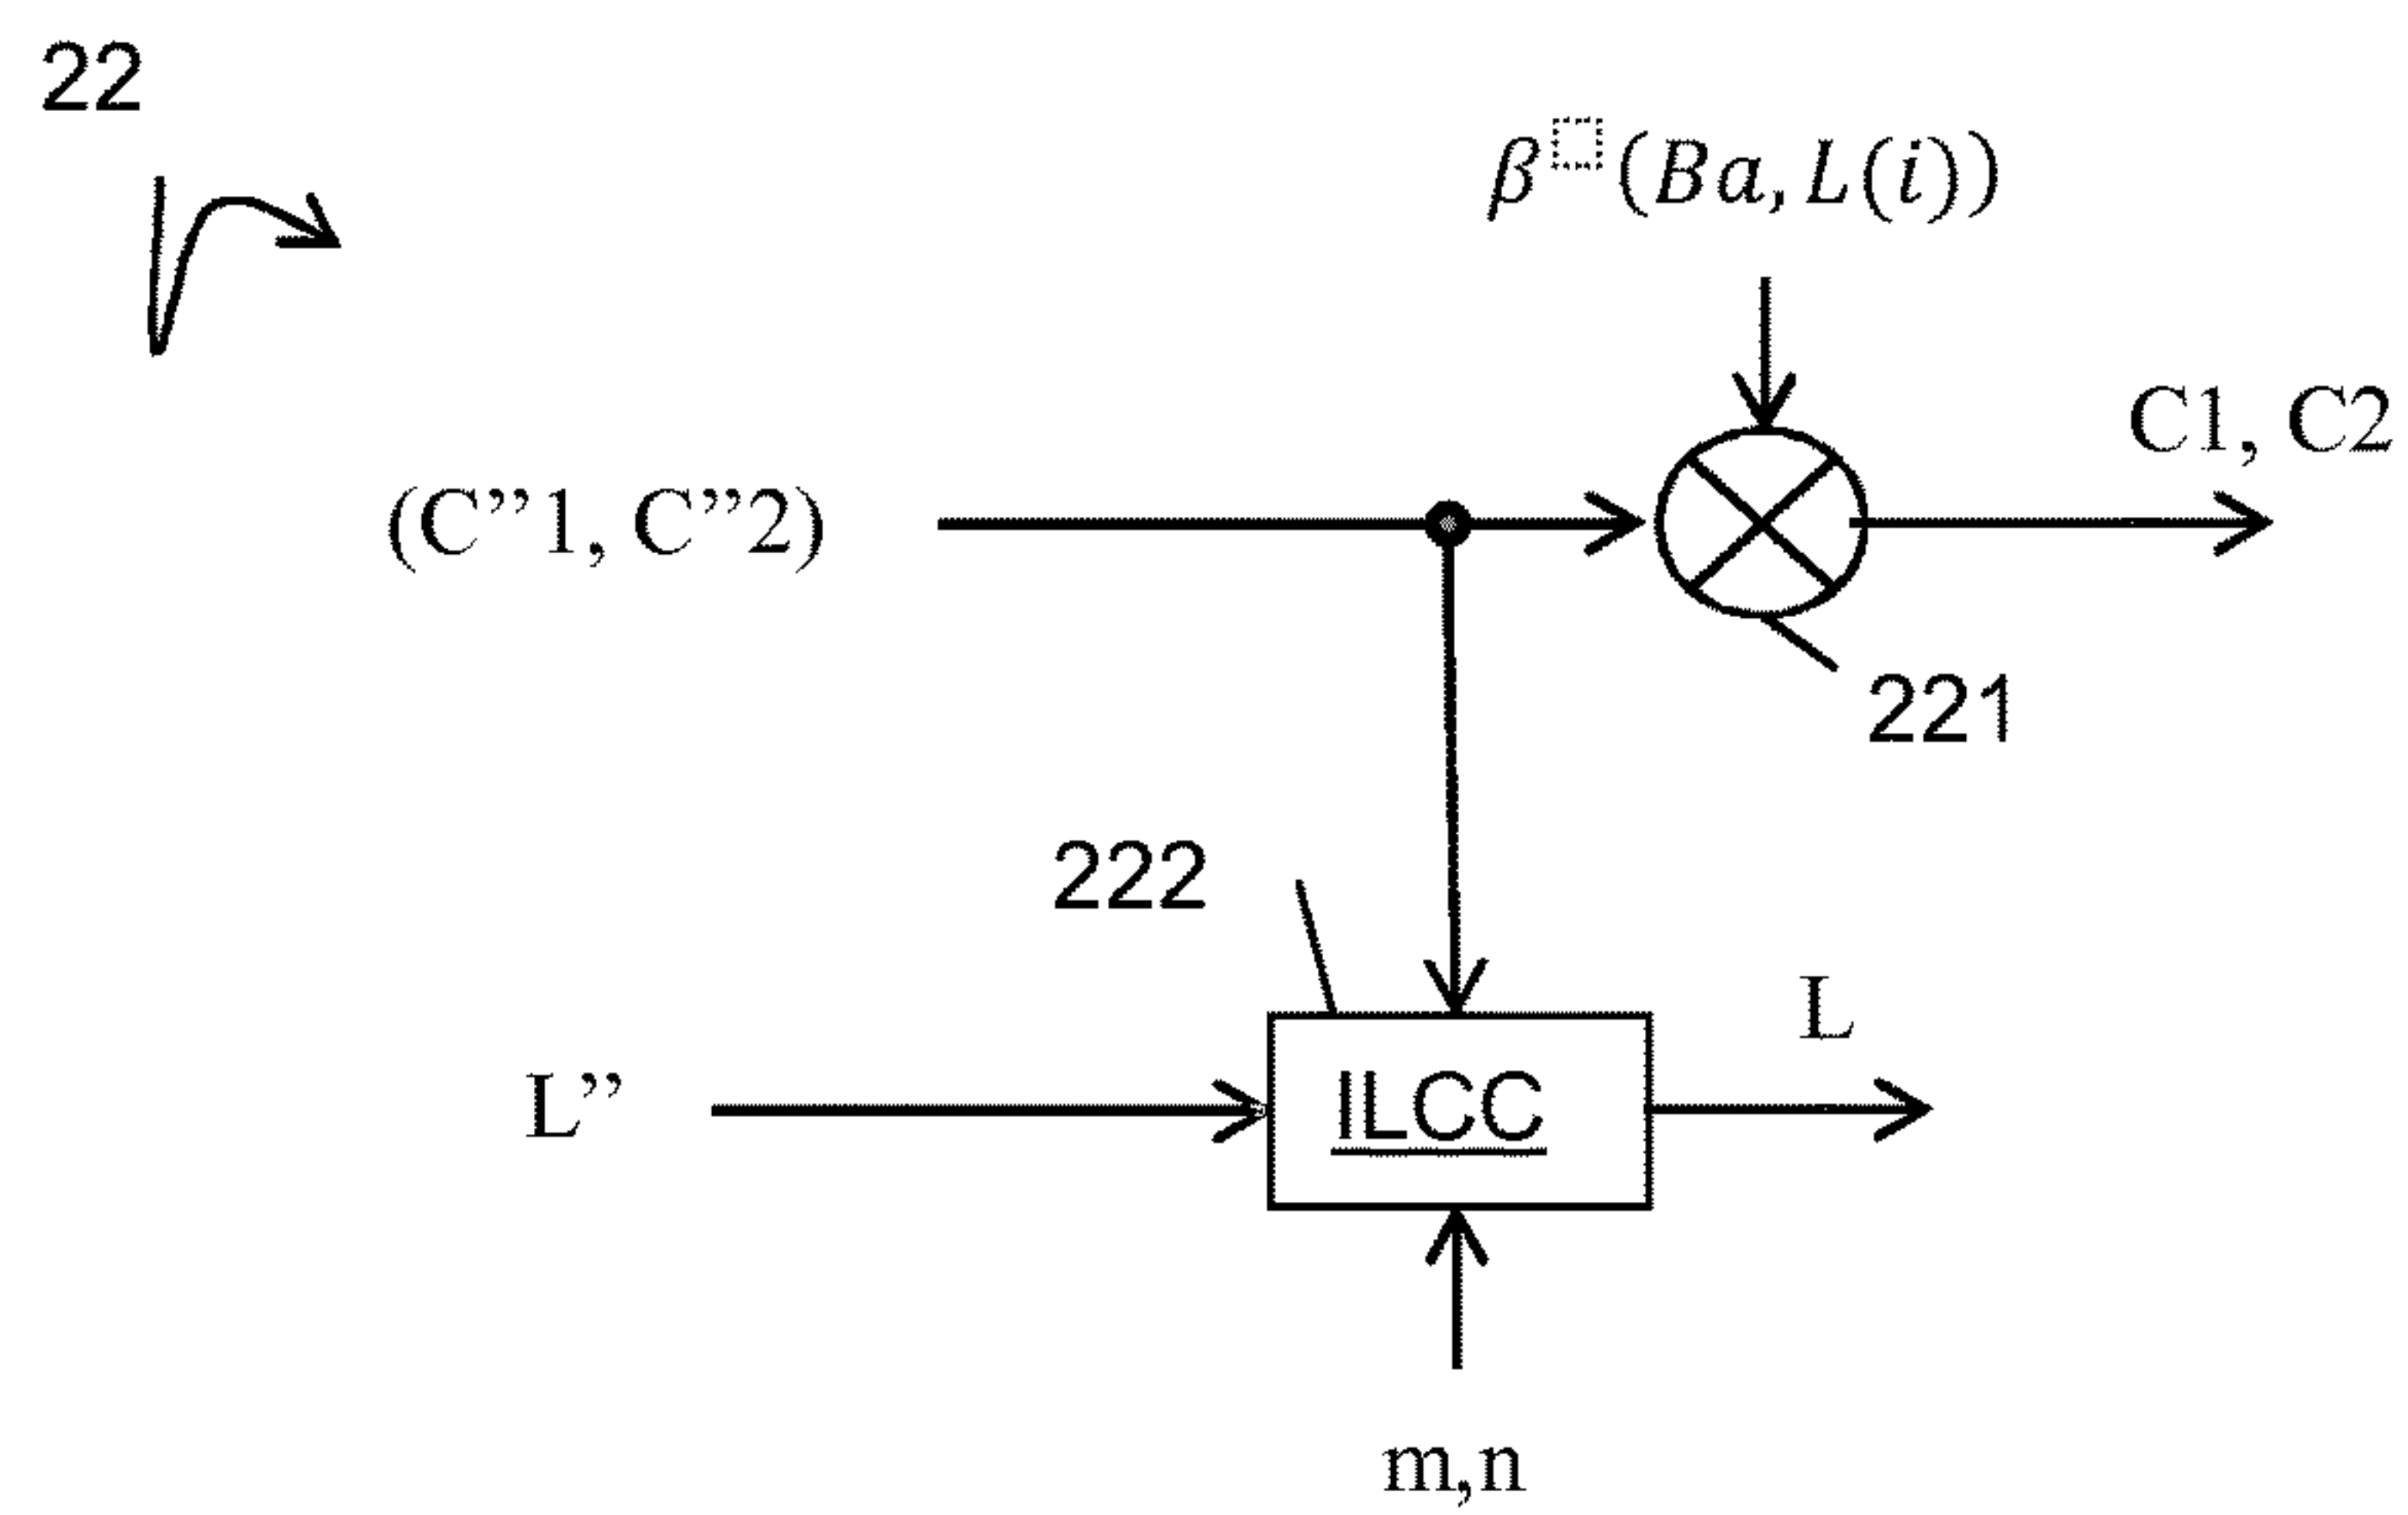 22
β□(Ba, L(i))
C1, C2
(C”1, C”2)
221
222
L
L”
ILCC
m,n